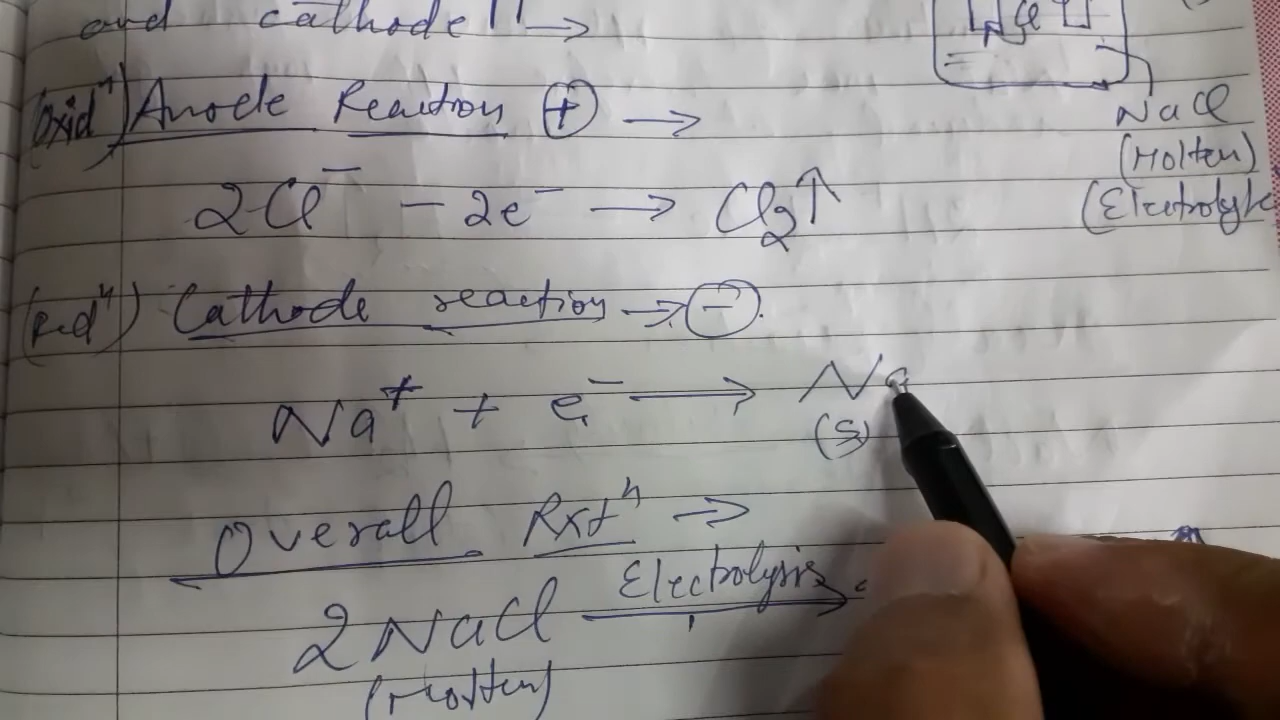 and cathode !! →
(Oxidⁿ) Anode Reaction ⊕ →
2Cl⁻ − 2e⁻ → Cl₂↑
(Redⁿ) Cathode reaction → ⊖.
Na⁺ + e⁻ → Na
(s)
Overall Rxtⁿ ⇒
2NaCl Electrolysis →
(Molten)
NaCl
(Molten)
(Electrolyte